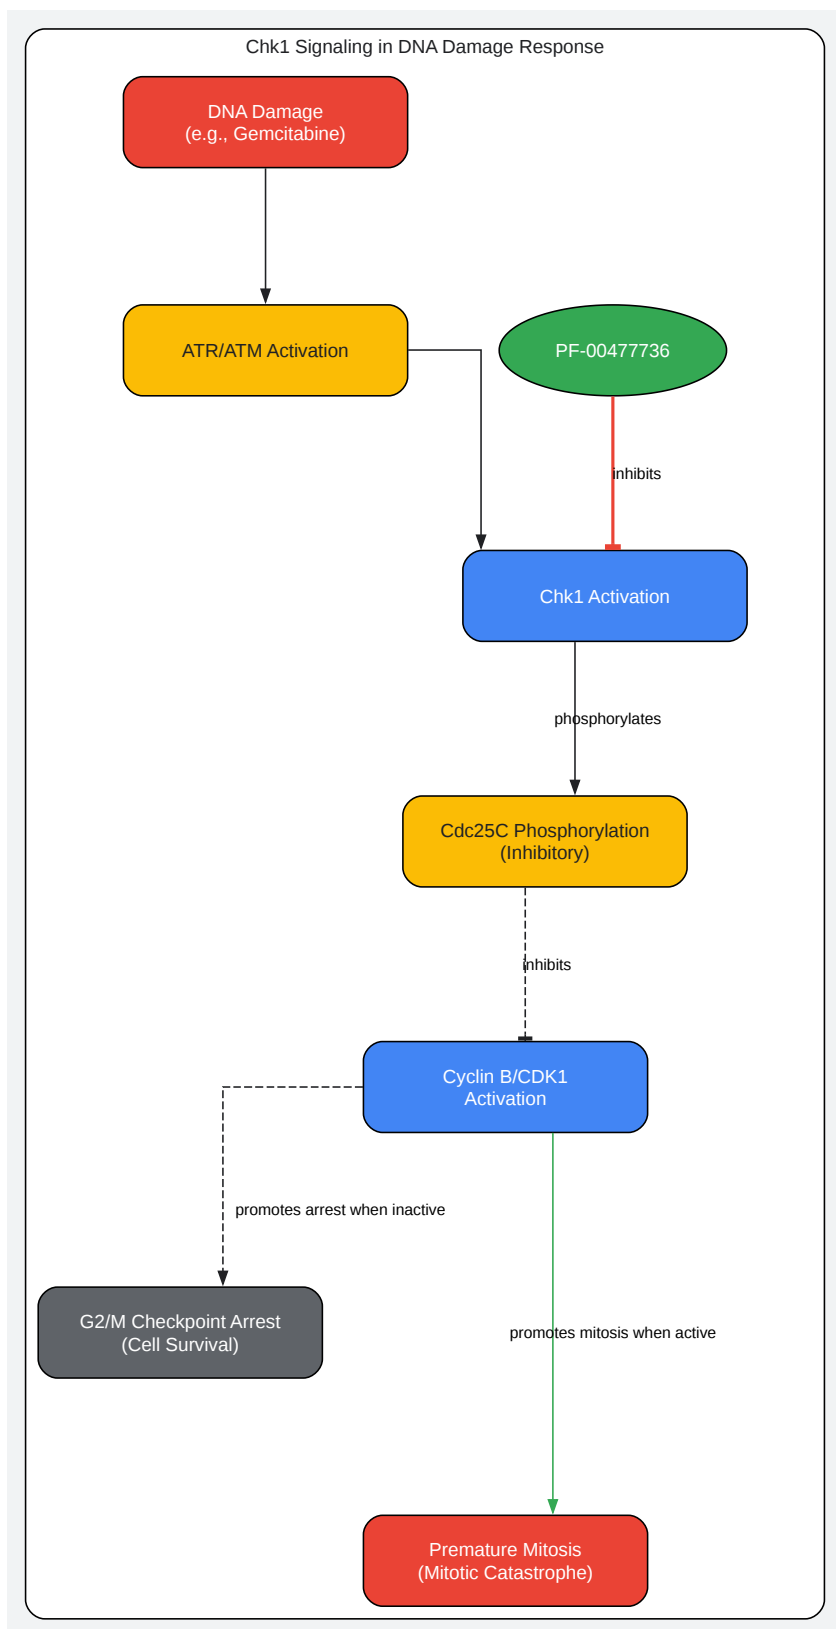 Chk1 Signaling in DNA Damage Response
DNA Damage
(e.g., Gemcitabine)
ATR/ATM Activation
PF-00477736
inhibits
Chk1 Activation
phosphorylates
Cdc25C Phosphorylation
(Inhibitory)
inhibits
Cyclin B/CDK1
Activation
promotes arrest when inactive
G2/M Checkpoint Arrest
(Cell Survival)
promotes mitosis when active
Premature Mitosis
(Mitotic Catastrophe)